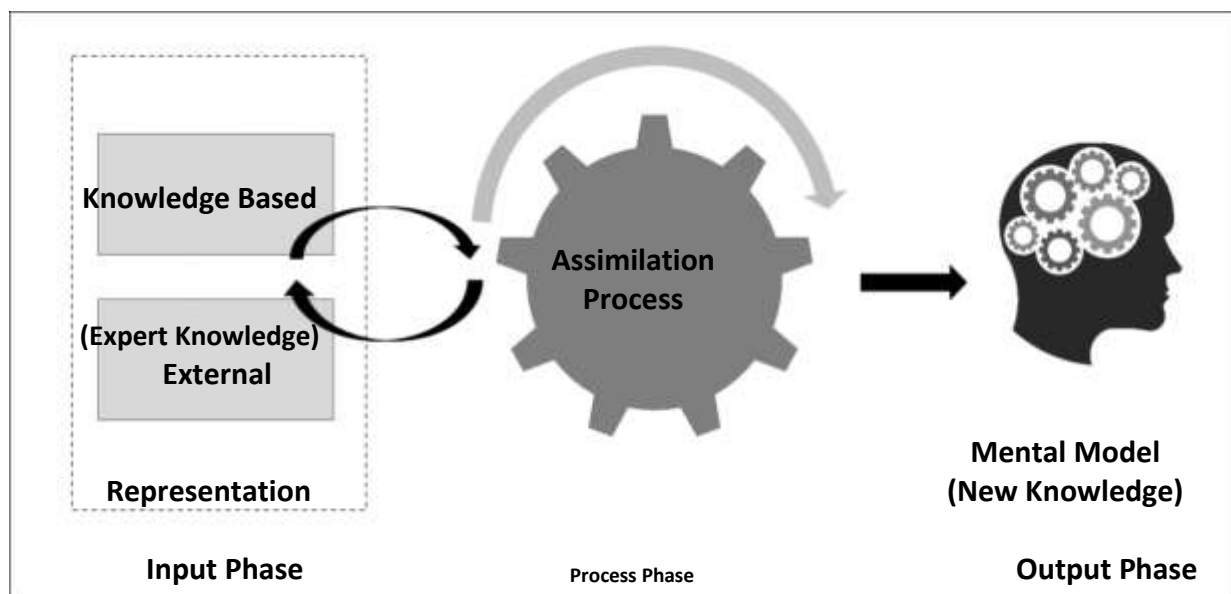 Knowledge Based
(Expert Knowledge)
External
Representation
Input Phase
Assimilation
Process
Process Phase
Mental Model
(New Knowledge)
Output Phase